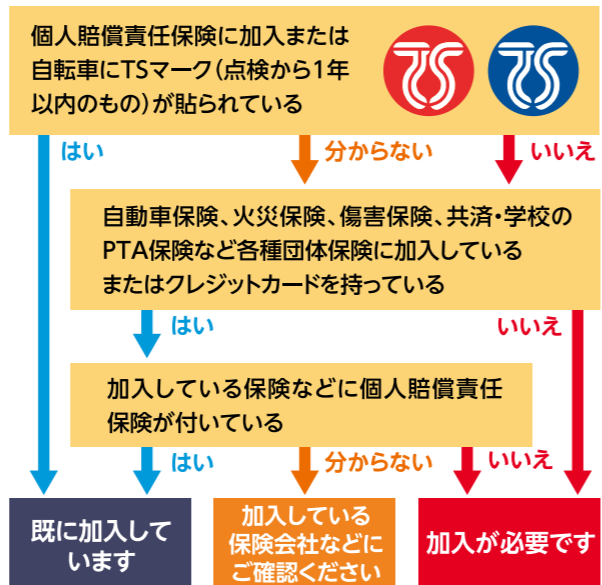 個人賠償責任保険に加入または
自転車にTSマーク(点検から1年
以内のもの)が貼られている
TS
TS
はい
分からない
いいえ
自動車保険、火災保険、傷害保険、共済・学校の
PTA保険など各種団体保険に加入している
またはクレジットカードを持っている
はい
いいえ
加入している保険などに個人賠償責任
保険が付いている
はい
分からない
いいえ
既に加入して
います
加入している
保険会社などに
ご確認ください
加入が必要です